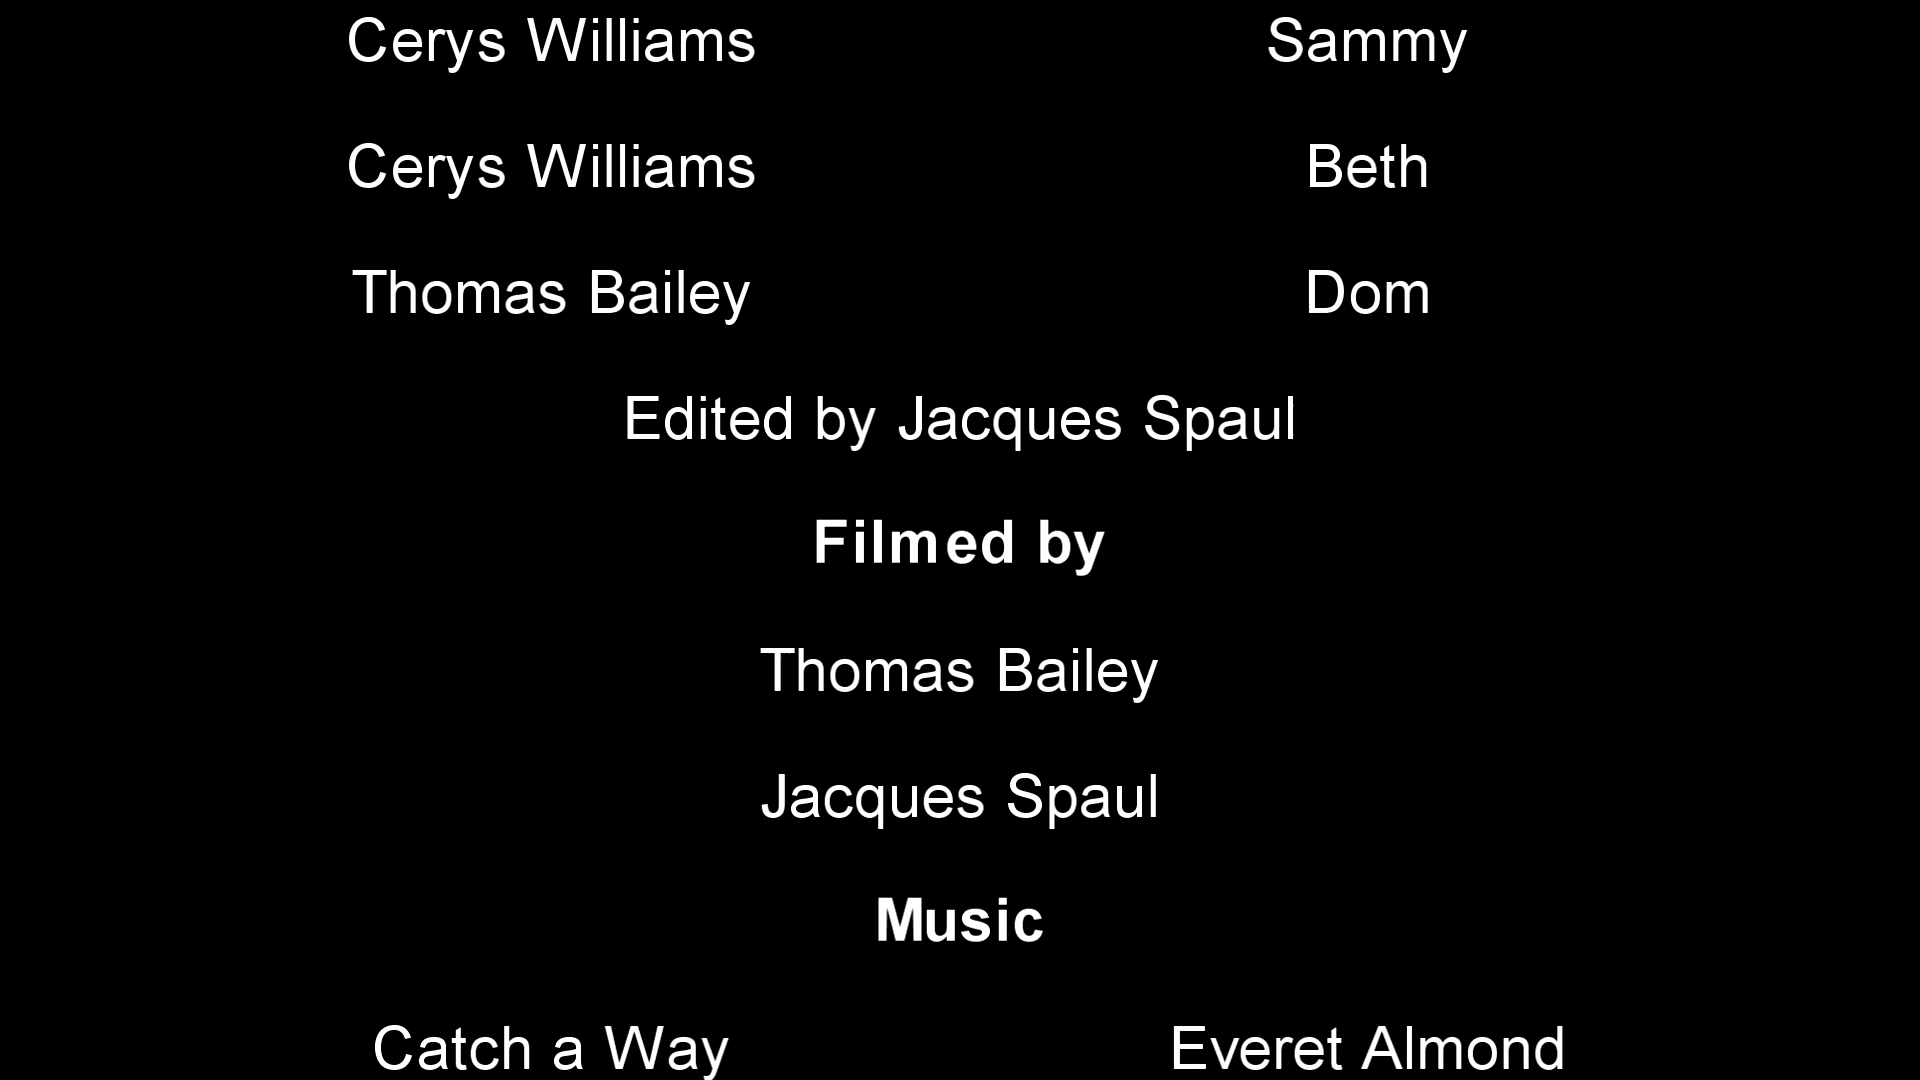 Cerys Williams Sammy
Cerys Williams Beth
Thomas Bailey Dom
Edited by Jacques Spaul
Filmed by
Thomas Bailey
Jacques Spaul
Music
Catch a Way Everet Almond